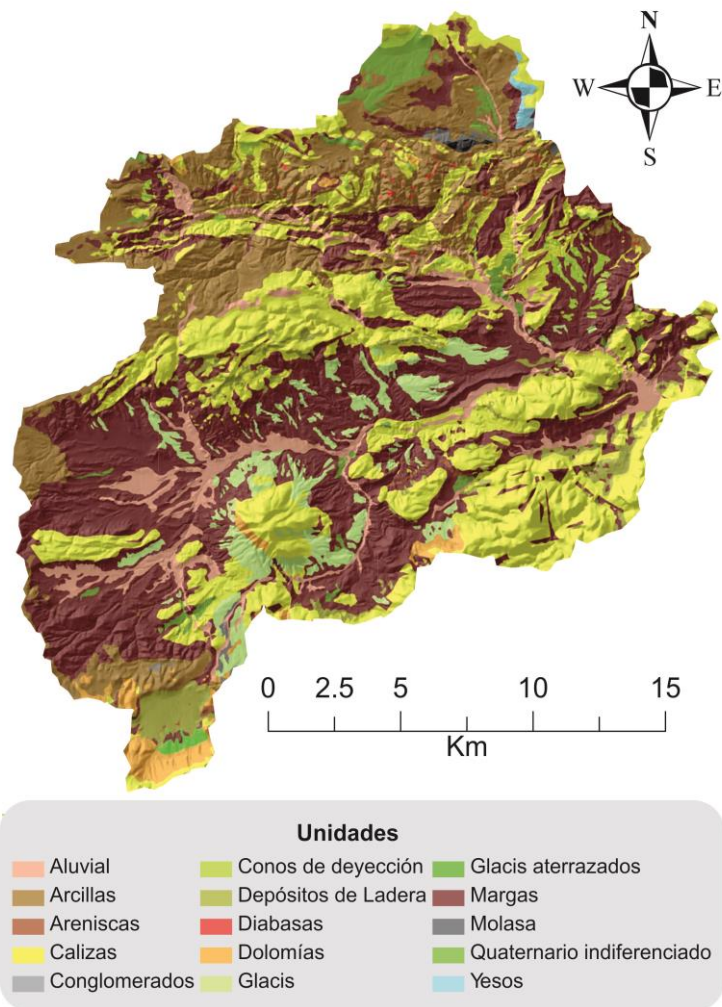 N
W E
S
0 2.5 5 10 15
Km
Unidades
Aluvial Conos de deyección Glacis aterrazados
Arcillas Depósitos de Ladera Margas
Areniscas Diabasas Molasa
Calizas Dolomías Quaternario indiferenciado
Conglomerados Glacis Yesos